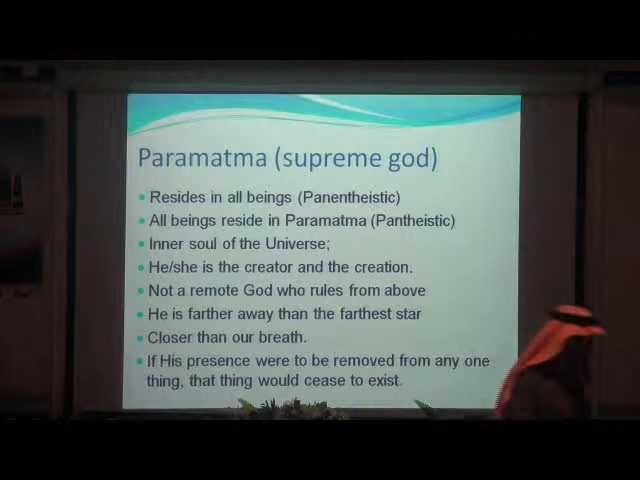 Paramatma (supreme god)
Resides in all beings (Panentheistic)
All beings reside in Paramatma (Pantheistic)
Inner soul of the Universe;
He/she is the creator and the creation.
Not a remote God who rules from above
He is farther away than the farthest star
Closer than our breath.
If His presence were to be removed from any one
thing, that thing would cease to exist.